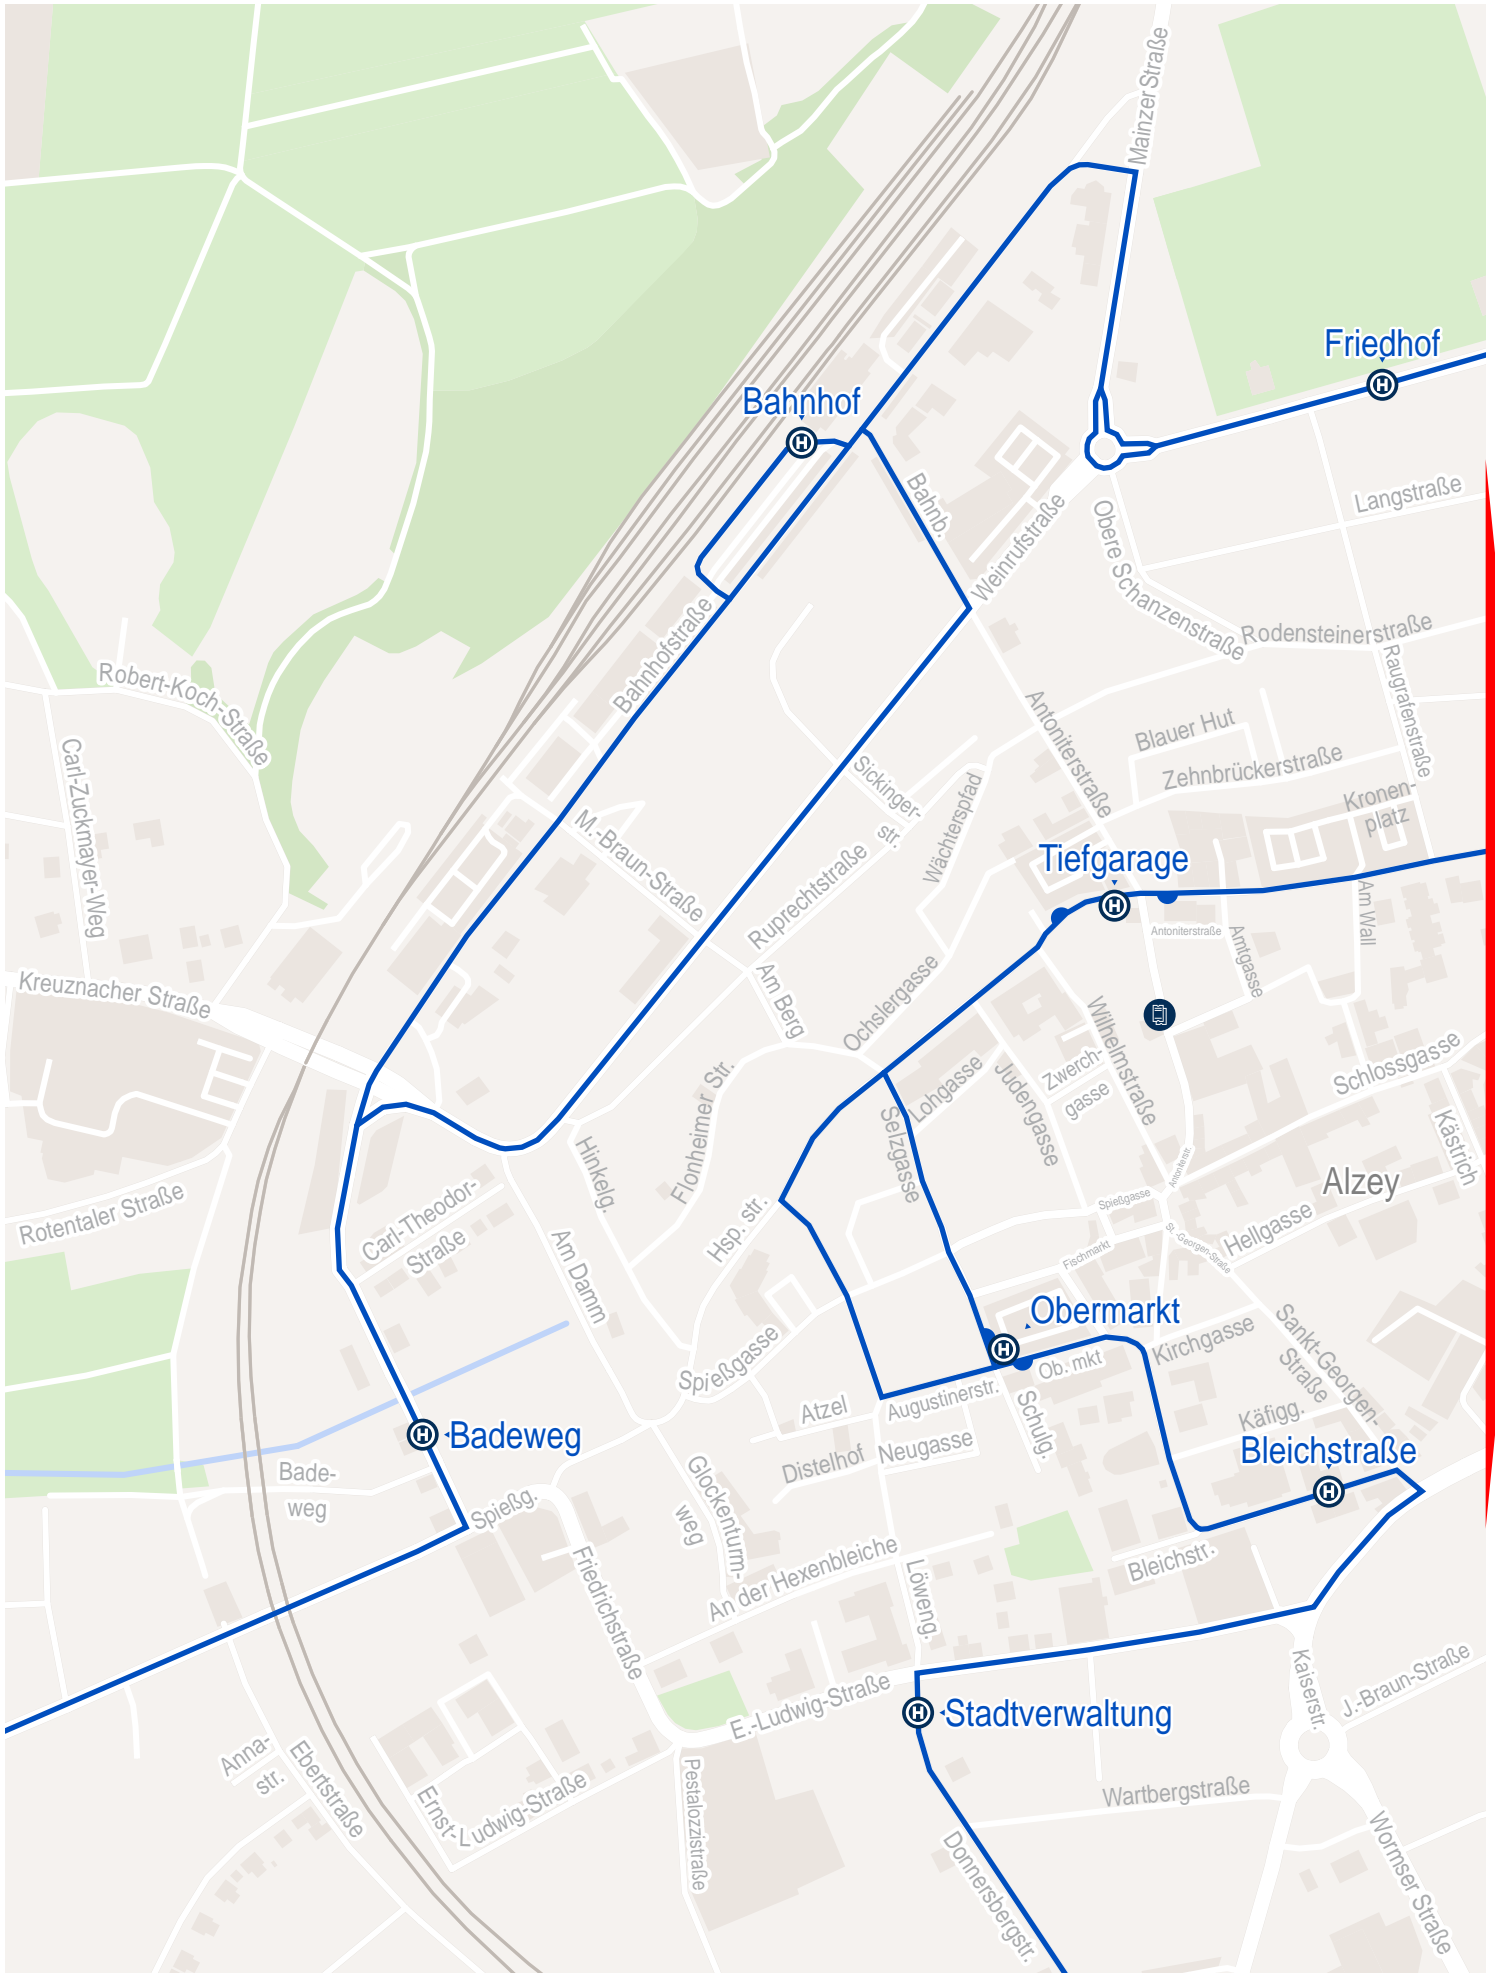 Mainzer Straße
Friedhof
H
Bahnhof
H
Bahnb.
Langstraße
Weinrufstraße
Obere Schanzenstraße
Rodensteinerstraße
Bahnhofstraße
Raugrafenstraße
Robert-Koch-Straße
Antoniterstraße
Blauer Hut
Carl-Zuckmayer-Weg
Zehnbrückerstraße
Sickinger-
str.
Wächterspfad
Kronen-
platz
M.-Braun-Straße
Tiefgarage
H
Ruprechtstraße
Am Wall
Antoniterstraße
Amtgasse
Kreuznacher Straße
Am Berg
Ochslergasse
Wilhelmstraße
Zwerch-
gasse
Schlossgasse
Lohgasse
Judengasse
Flonheimer Str.
Selzgasse
Kästrich
Hinkelg.
Antoniterstr.
Alzey
Rotentaler Straße
Carl-Theodor-
Straße
Spießgasse
Hsp. str.
Hellgasse
St.-Georgen-Straße
Fischmarkt
Am Damm
Obermarkt
H
Kirchgasse
Sankt-Georgen-
Straße
Spießgasse
Ob. mkt
Augustinerstr.
Atzel
Schulg.
Käfigg.
Badeweg
H
Neugasse
Distelhof
Bleichstraße
H
Bade-
weg
Glockenturm-
weg
Spießg.
Bleichstr.
An der Hexenbleiche
Löweng.
Friedrichstraße
Kaiserstr.
J.-Braun-Straße
E.-Ludwig-Straße
H
Stadtverwaltung
Anna-
str.
Ebertstraße
Ernst-Ludwig-Straße
Pestalozzistraße
Wartbergstraße
Donnersbergstr.
Wormser Straße